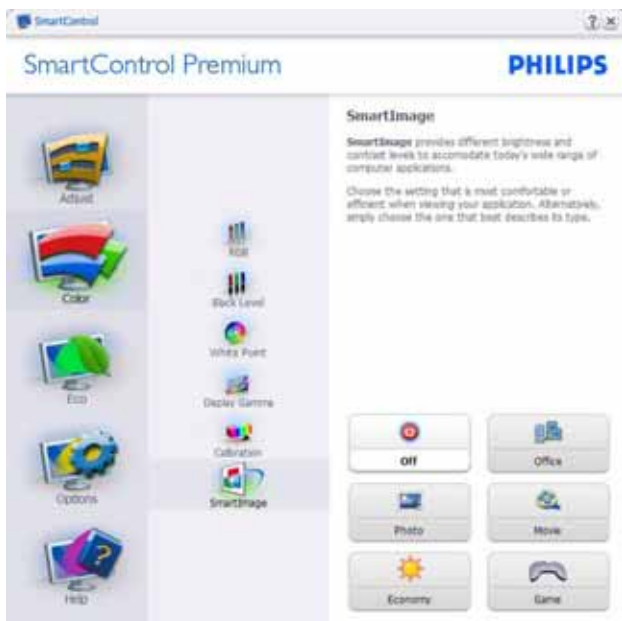 SmartControl
SmartControl Premium
PHILIPS
Adjust
Color
Eco
Options
Help
RGB
Black Level
White Point
Display Gamma
Calibration
SmartImage
SmartImage
SmartImage provides different brightness and
contrast levels to accomodate today's wide range of
computer applications.
Choose the setting that is most comfortable or
efficient when viewing your application. Alternatively,
simply choose the one that best describes its type.
Off
Office
Photo
Movie
Economy
Game